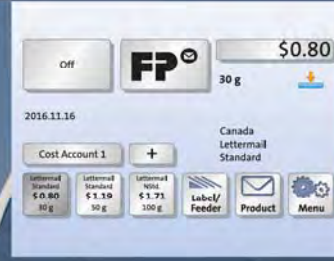 Off
FP
$0.80
30 g
2016.11.16
Canada
Lettermail
Standard
Cost Account 1
+
Lettermail
Standard
$0.80
30 g
Lettermail
Standard
$1.19
50 g
Lettermail
NStd.
$1.71
100 g
Label/
Feeder
Product
Menu